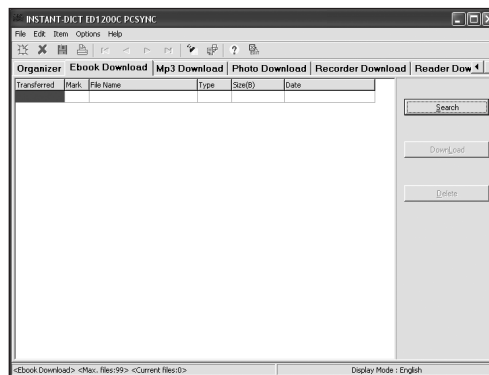 INSTANT-DICT ED1200C PCSYNC
File Edit Item Options Help
Organizer Ebook Download Mp3 Download Photo Download Recorder Download Reader Dow
Transferred Mark File Name Type Size(B) Date
Search
DownLoad
Delete
<Ebook Download> <Max. files:99> <Current files:0> Display Mode : English